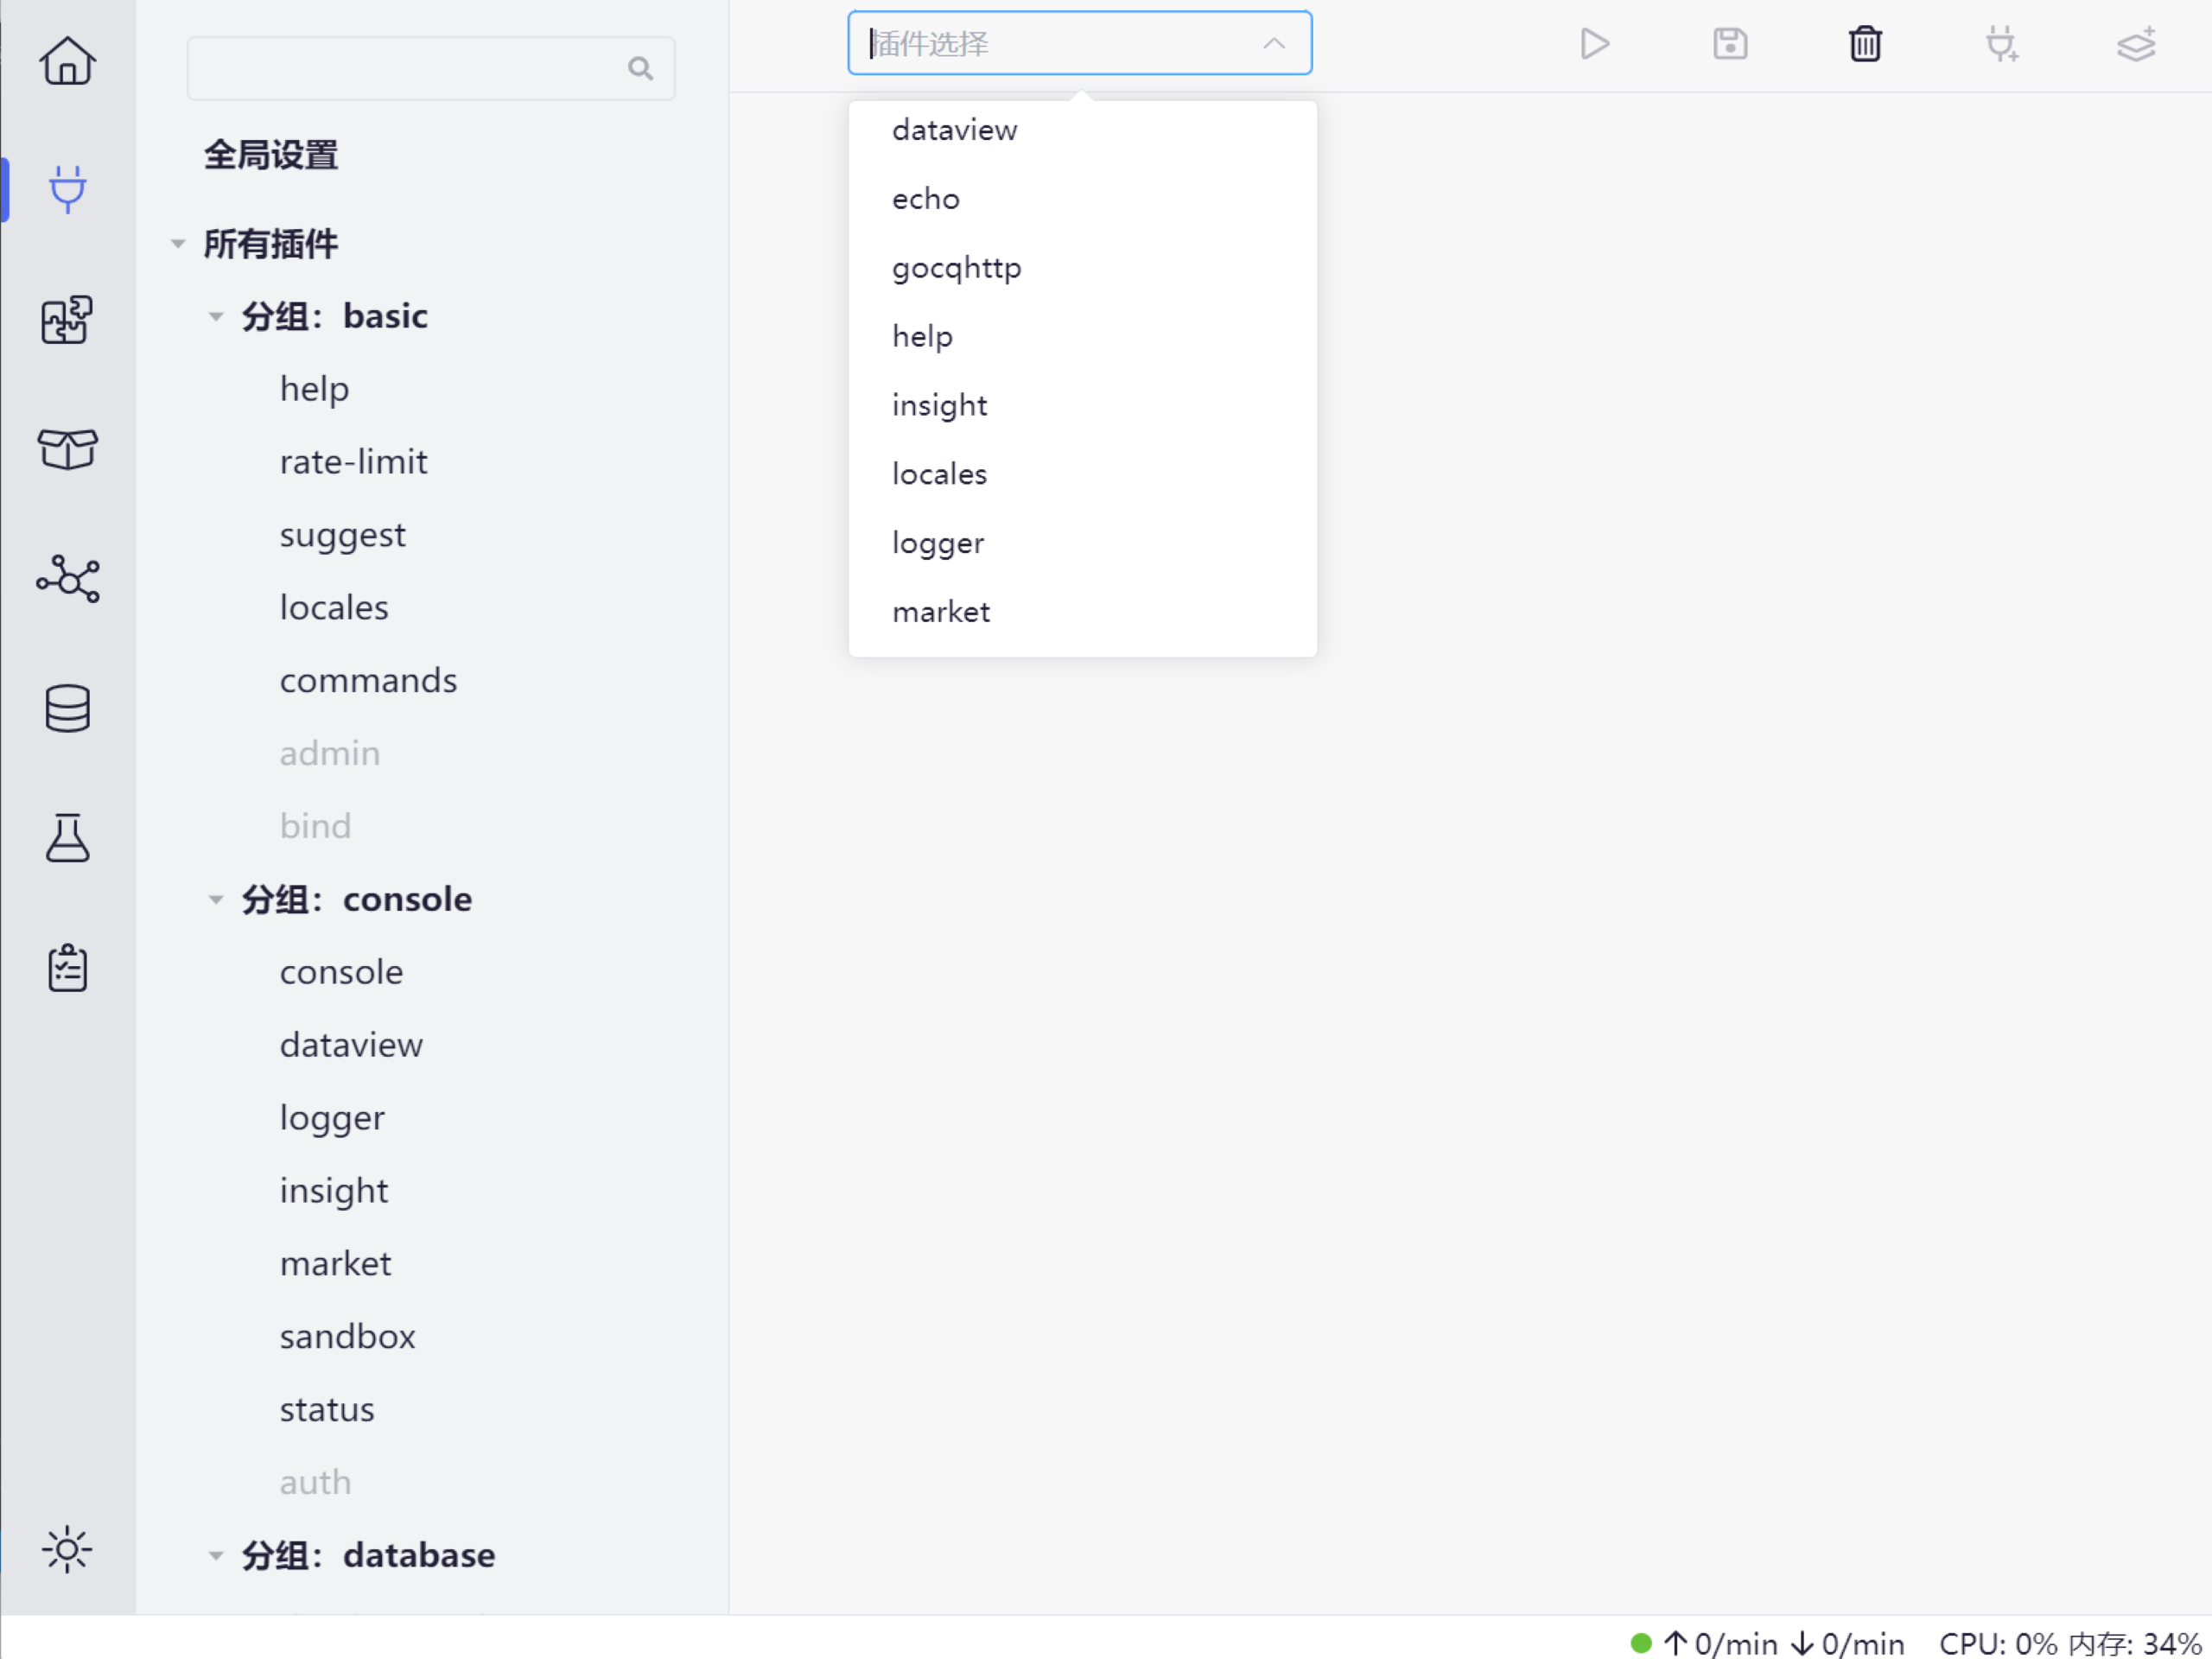 全局设置
所有插件
分组：basic
help
rate-limit
suggest
locales
commands
admin
bind
分组：console
console
dataview
logger
insight
market
sandbox
status
auth
分组：database
插件选择
dataview
echo
gocqhttp
help
insight
locales
logger
market
↑ 0/min ↓ 0/min CPU: 0% 内存: 34%